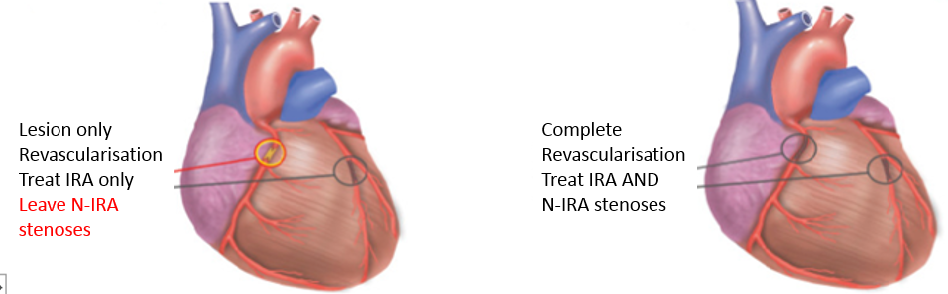 Lesion only
Revascularisation
Treat IRA only
Leave N-IRA
stenoses
Complete
Revascularisation
Treat IRA AND
N-IRA stenoses